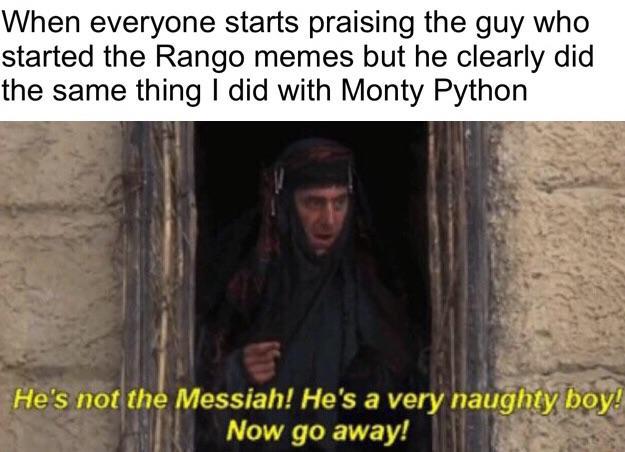 When everyone starts praising the guy who
started the Rango memes but he clearly did
the same thing I did with Monty Python
He's not the Messiah! He's a very naughty boy!
Now go away!